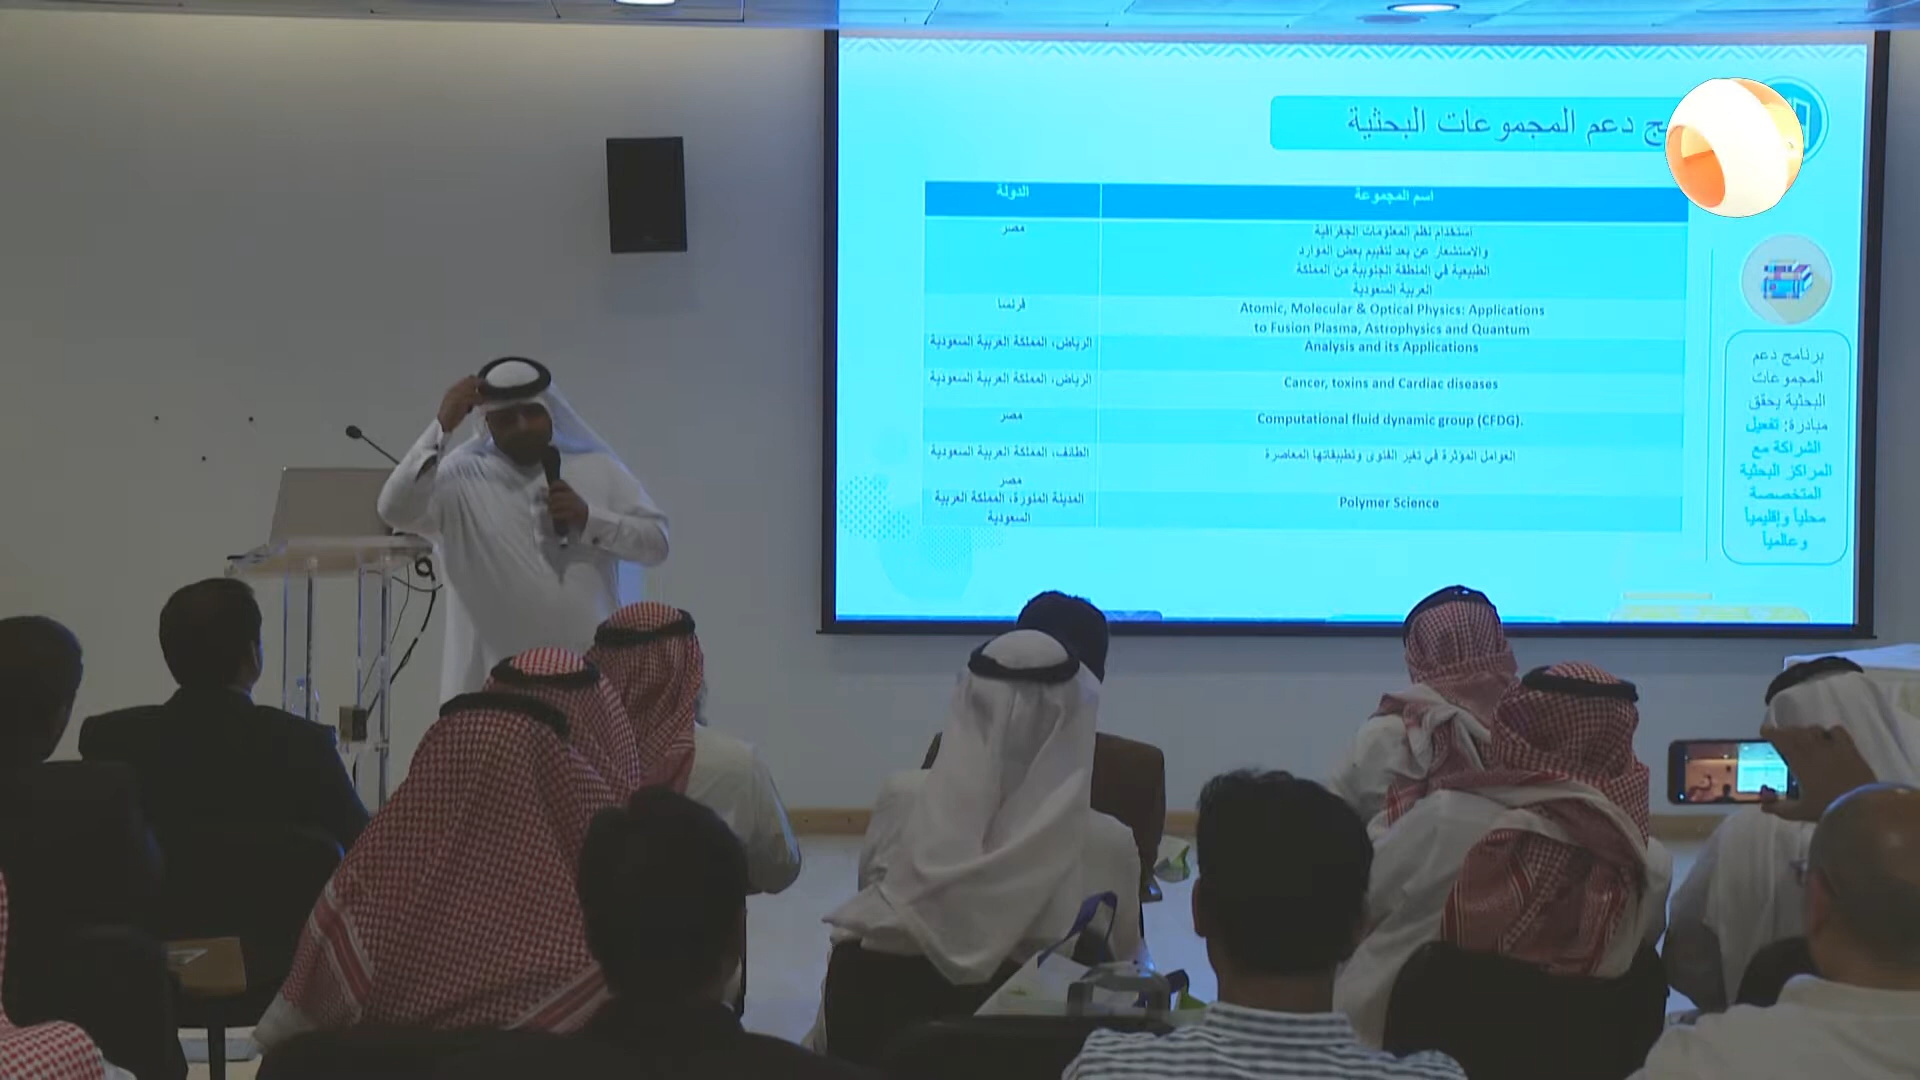 دعم المجموعات البحثية
اسم المجموعة
الدولة
استخدام نظم المعلومات الجغرافية
والاستشعار عن بعد لتقييم بعض الموارد
الطبيعية في المنطقة الجنوبية من المملكة
العربية السعودية
مصر
Atomic, Molecular & Optical Physics: Applications
to Fusion Plasma, Astrophysics and Quantum
فرنسا
Analysis and its Applications
الرياض، المملكة العربية السعودية
Cancer, toxins and Cardiac diseases
الرياض، المملكة العربية السعودية
Computational fluid dynamic group (CFDG).
مصر
العوامل المؤثرة في تغير الفتوى وتطبيقاتها المعاصرة
الطائف، المملكة العربية السعودية
مصر
Polymer Science
المدينة المنورة، المملكة العربية
السعودية
برنامج دعم
المجموعات
البحثية يحقق
مبادرة: تفعيل
الشراكة مع
المراكز البحثية
المتخصصة
محلياً وإقليمياً
وعالمياً